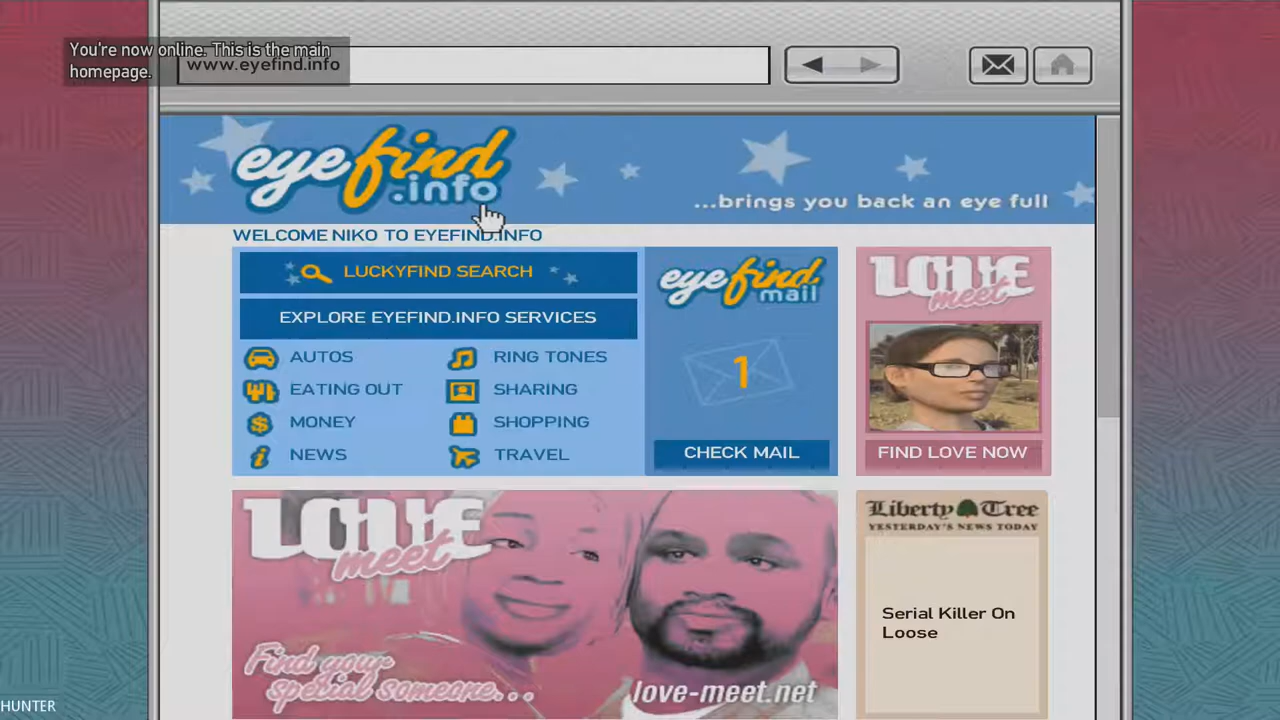 You're now online. This is the main
homepage.
www.eyefind.info
eyefind
.info
...brings you back an eye full
WELCOME NIKO TO EYEFIND.INFO
LUCKYFIND SEARCH
EXPLORE EYEFIND.INFO SERVICES
AUTOS
RING TONES
EATING OUT
SHARING
MONEY
SHOPPING
NEWS
TRAVEL
eyefind
mail
1
CHECK MAIL
LOVE
meet
FIND LOVE NOW
LOVE
meet
Find your
special someone...
love-meet.net
Liberty Tree
YESTERDAY'S NEWS TODAY
Serial Killer On
Loose
HUNTER